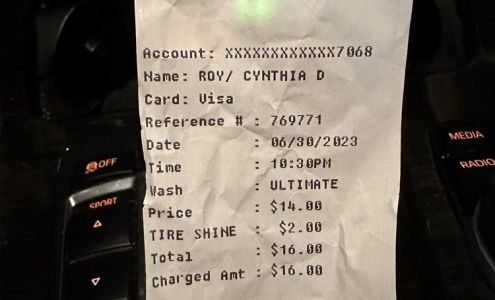 Account: XXXXXXXXXXXX7068
Name: ROY/ CYNTHIA D
Card: Visa
Reference # : 769771
Date : 06/30/2023
Time : 10:30PM
Wash : ULTIMATE
Price : $14.00
TIRE SHINE : $2.00
Total : $16.00
Charged Amt : $16.00
OFF
SPORT
MEDIA
RADIO